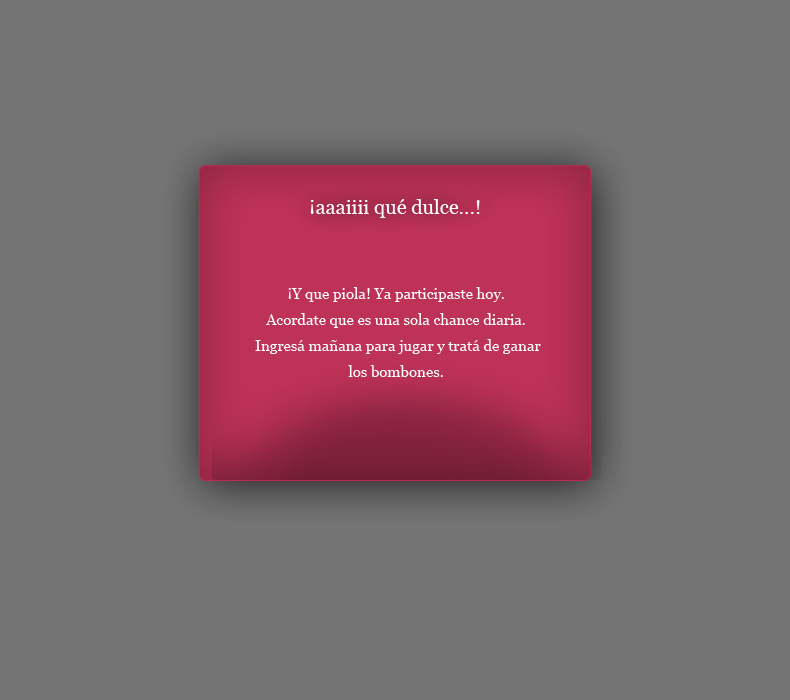 ¡aaaiiii qué dulce...!
¡Y que piola! Ya participaste hoy.
Acordate que es una sola chance diaria.
Ingresá mañana para jugar y tratá de ganar
los bombones.